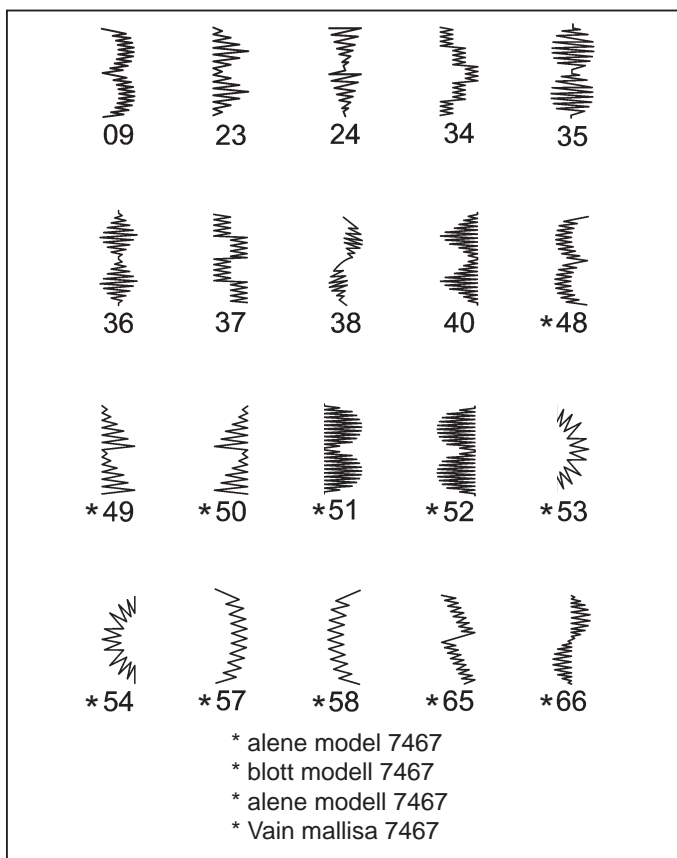 09 23 24 34 35
36 37 38 40 *48
*49 *50 *51 *52 *53
*54 *57 *58 *65 *66
* alene model 7467
* blott modell 7467
* alene modell 7467
* Vain mallisa 7467